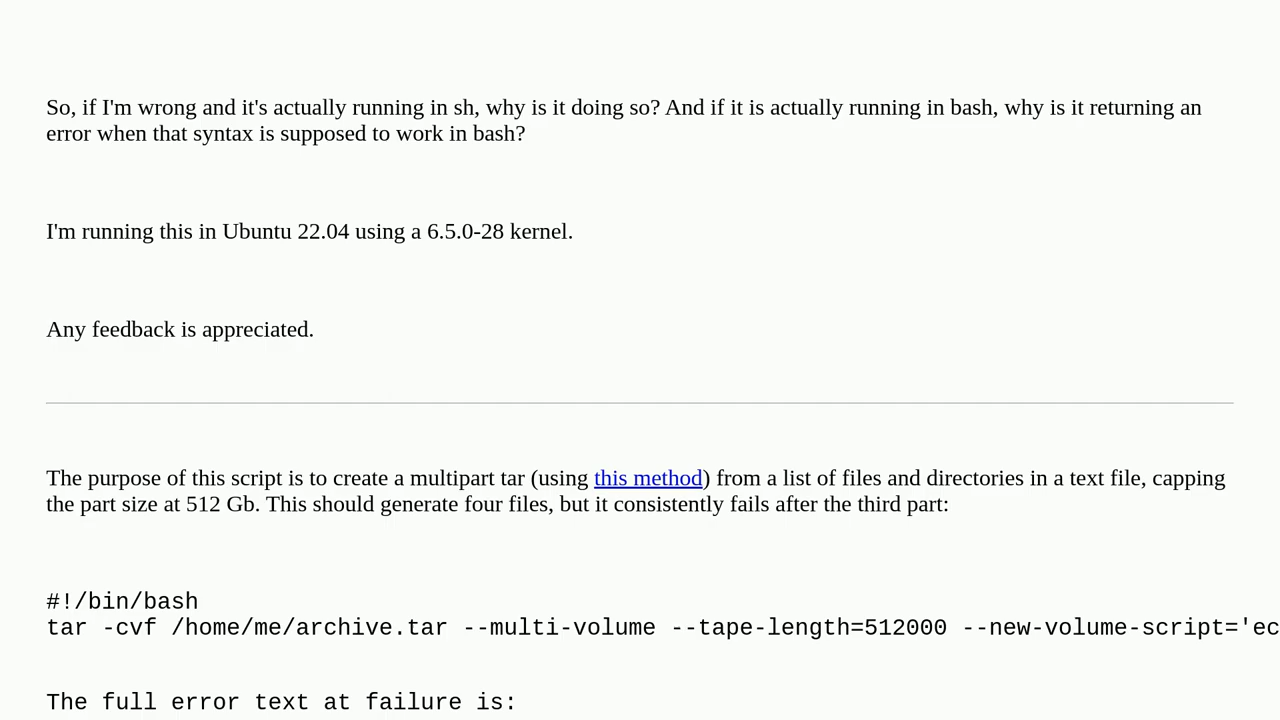 So, if I'm wrong and it's actually running in sh, why is it doing so? And if it is actually running in bash, why is it returning an
error when that syntax is supposed to work in bash?
I'm running this in Ubuntu 22.04 using a 6.5.0-28 kernel.
Any feedback is appreciated.
The purpose of this script is to create a multipart tar (using this method) from a list of files and directories in a text file, capping
the part size at 512 Gb. This should generate four files, but it consistently fails after the third part:
#!/bin/bash
tar -cvf /home/me/archive.tar --multi-volume --tape-length=512000 --new-volume-script='ec
The full error text at failure is: